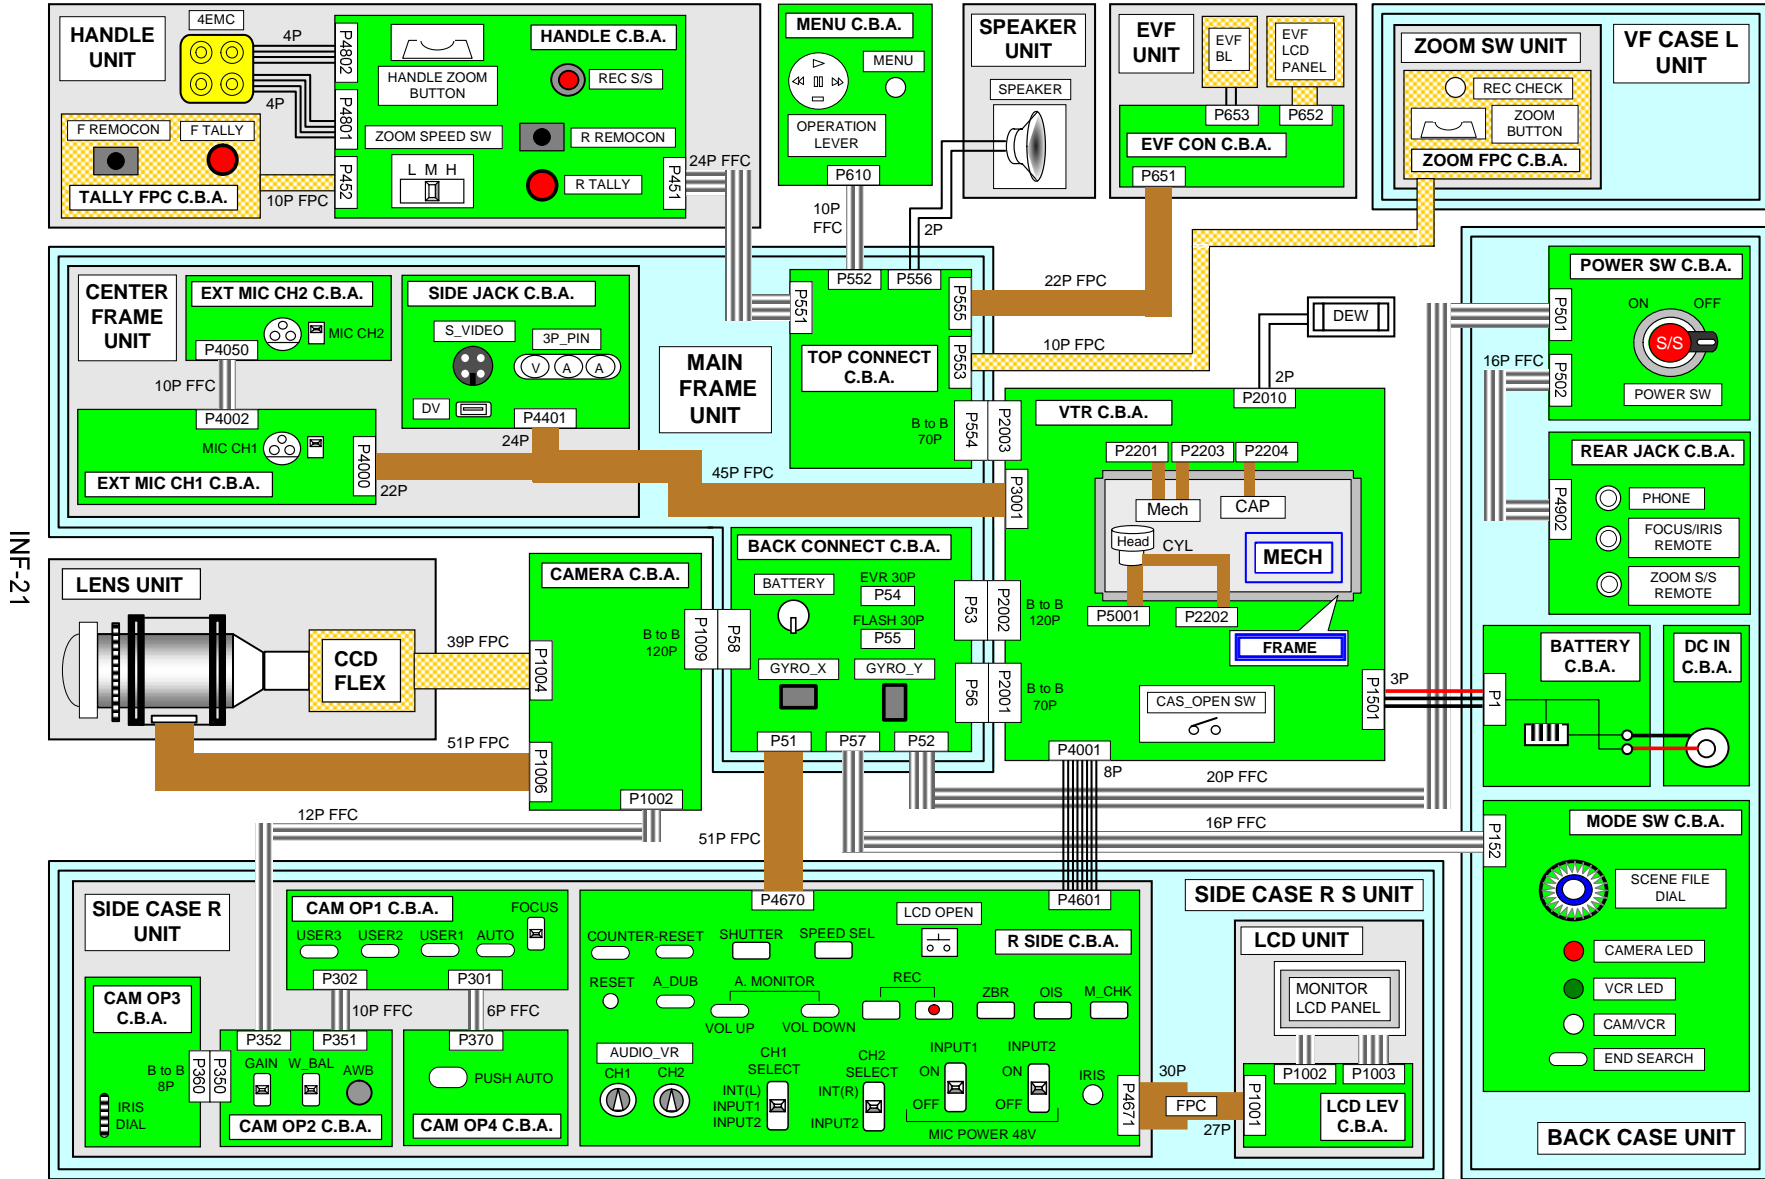 HANDLE
UNIT
4EMC
4P
4P
P4802
P4801
P452
HANDLE C.B.A.
HANDLE ZOOM
BUTTON
REC S/S
ZOOM SPEED SW
L M H
R REMOCON
R TALLY
P451
24P FFC
F REMOCON
F TALLY
TALLY FPC C.B.A.
10P FPC
MENU C.B.A.
MENU
OPERATION
LEVER
P610
10P
FFC
SPEAKER
UNIT
SPEAKER
2P
EVF
UNIT
EVF
BL
EVF
LCD
PANEL
P653
P652
EVF CON C.B.A.
P651
22P FPC
ZOOM SW UNIT
REC CHECK
ZOOM
BUTTON
ZOOM FPC C.B.A.
VF CASE L
UNIT
10P FPC
CENTER
FRAME
UNIT
EXT MIC CH2 C.B.A.
MIC CH2
P4050
10P FFC
P4002
MIC CH1
EXT MIC CH1 C.B.A.
P4000
22P
SIDE JACK C.B.A.
S_VIDEO
3P_PIN
V A A
DV
P4401
24P
45P FPC
MAIN
FRAME
UNIT
P551
P552
P556
P555
P553
TOP CONNECT
C.B.A.
B to B
70P
P554
P2003
P3001
DEW
2P
P2010
VTR C.B.A.
P2201
P2203
P2204
Mech
CAP
Head
CYL
MECH
P5001
P2202
FRAME
CAS_OPEN SW
P1501
3P
P4001
8P
BACK CONNECT C.B.A.
BATTERY
EVR 30P
P54
FLASH 30P
P55
GYRO_X
GYRO_Y
P53
P2002
B to B
120P
P56
P2001
B to B
70P
P51
P57
P52
B to B
120P
P1009
P58
CAMERA C.B.A.
P1004
P1006
P1002
LENS UNIT
CCD
FLEX
39P FPC
51P FPC
12P FFC
51P FPC
20P FFC
16P FFC
POWER SW C.B.A.
ON
OFF
S/S
POWER SW
P501
P502
16P FFC
P4902
REAR JACK C.B.A.
PHONE
FOCUS/IRIS
REMOTE
ZOOM S/S
REMOTE
BATTERY
C.B.A.
DC IN
C.B.A.
P1
MODE SW C.B.A.
P152
SCENE FILE
DIAL
CAMERA LED
VCR LED
CAM/VCR
END SEARCH
BACK CASE UNIT
SIDE CASE R
UNIT
CAM OP1 C.B.A.
FOCUS
USER3
USER2
USER1
AUTO
P302
P301
10P FFC
6P FFC
CAM OP3
C.B.A.
B to B
8P
IRIS
DIAL
P360
P350
P352
P351
GAIN
W_BAL
AWB
CAM OP2 C.B.A.
P370
PUSH AUTO
CAM OP4 C.B.A.
P4670
P4601
LCD OPEN
R SIDE C.B.A.
COUNTER-RESET
SHUTTER
SPEED SEL
RESET
A_DUB
A. MONITOR
VOL UP
VOL DOWN
REC
ZBR
OIS
M_CHK
AUDIO_VR
CH1
CH2
CH1
SELECT
INT(L)
INPUT1
INPUT2
CH2
SELECT
INT(R)
INPUT2
INPUT1
ON
OFF
INPUT2
ON
OFF
MIC POWER 48V
IRIS
P4671
30P
FPC
27P
SIDE CASE R S UNIT
LCD UNIT
MONITOR
LCD PANEL
P1002
P1003
P1001
LCD LEV
C.B.A.
INF-21